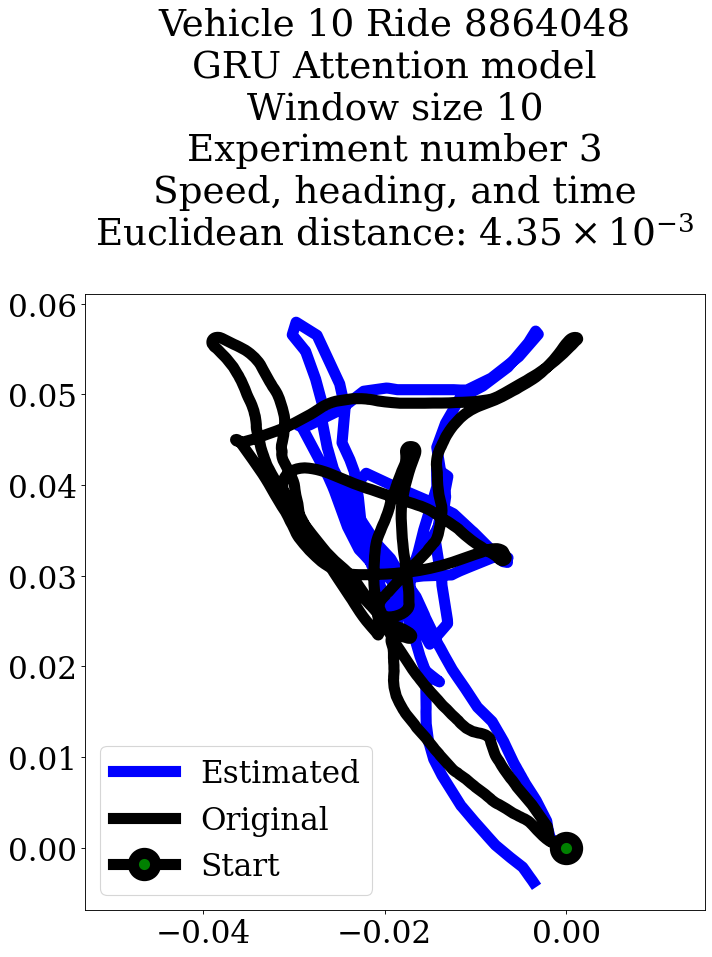 Vehicle 10 Ride 8864048
GRU Attention model
Window size 10
Experiment number 3
Speed, heading, and time
Euclidean distance: 4.35 × 10⁻³
0.06
0.05
0.04
0.03
0.02
0.01
0.00
Estimated
Original
Start
−0.04 −0.02 0.00